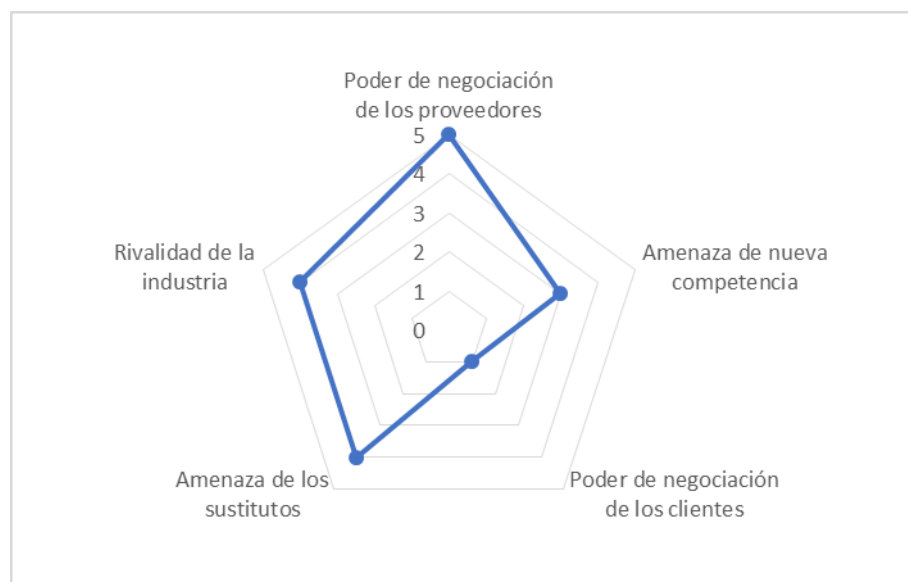 Poder de negociación
de los proveedores
5
4
3
2
1
0
Rivalidad de la
industria
Amenaza de nueva
competencia
Amenaza de los
sustitutos
Poder de negociación
de los clientes